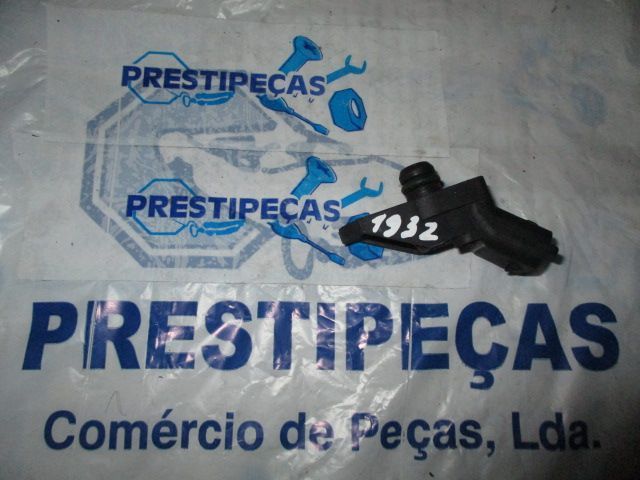 PRESTIPEÇAS
PRESTIPEÇAS
1932
PRESTIPEÇAS
Comércio de Peças, Lda.